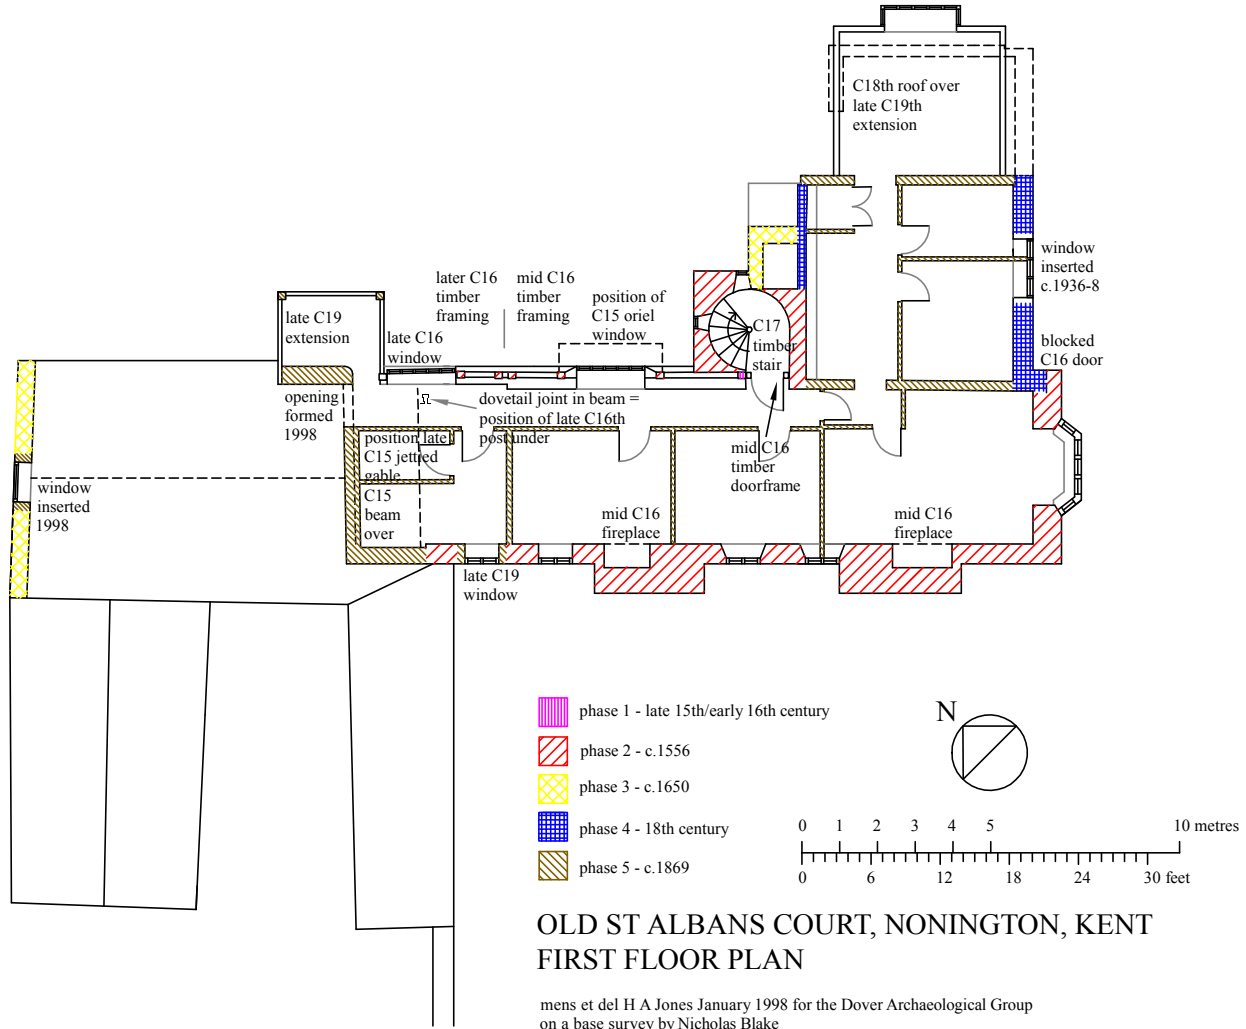 C18th roof over
late C19th
extension
window
inserted
c.1936-8
blocked
C16 door
later C16
timber
framing
mid C16
timber
framing
position of
C15 oriel
window
C17
timber
stair
late C19
extension
late C16
window
opening
formed
1998
dovetail joint in beam =
position of late C16th
post under
position late
C15 jettied
gable
C15
beam
over
mid C16
timber
doorframe
window
inserted
1998
mid C16
fireplace
mid C16
fireplace
late C19
window
phase 1 - late 15th/early 16th century
phase 2 - c.1556
phase 3 - c.1650
phase 4 - 18th century
phase 5 - c.1869
N
0 1 2 3 4 5 10 metres
0 6 12 18 24 30 feet
OLD ST ALBANS COURT, NONINGTON, KENT
FIRST FLOOR PLAN
mens et del H A Jones January 1998 for the Dover Archaeological Group
on a base survey by Nicholas Blake